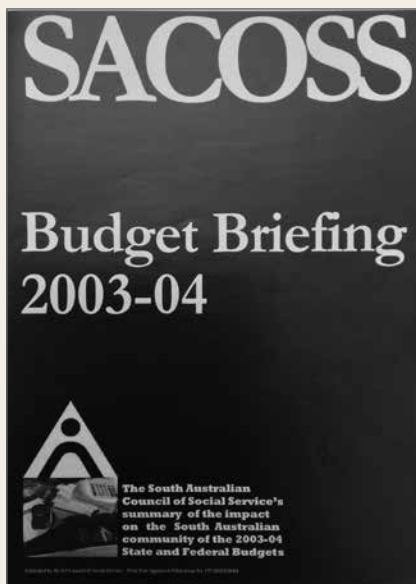 SACOSS
Budget Briefing
2003-04
The South Australian
Council of Social Service's
summary of the impact
on the South Australian
community of the 2003-04
State and Federal Budgets